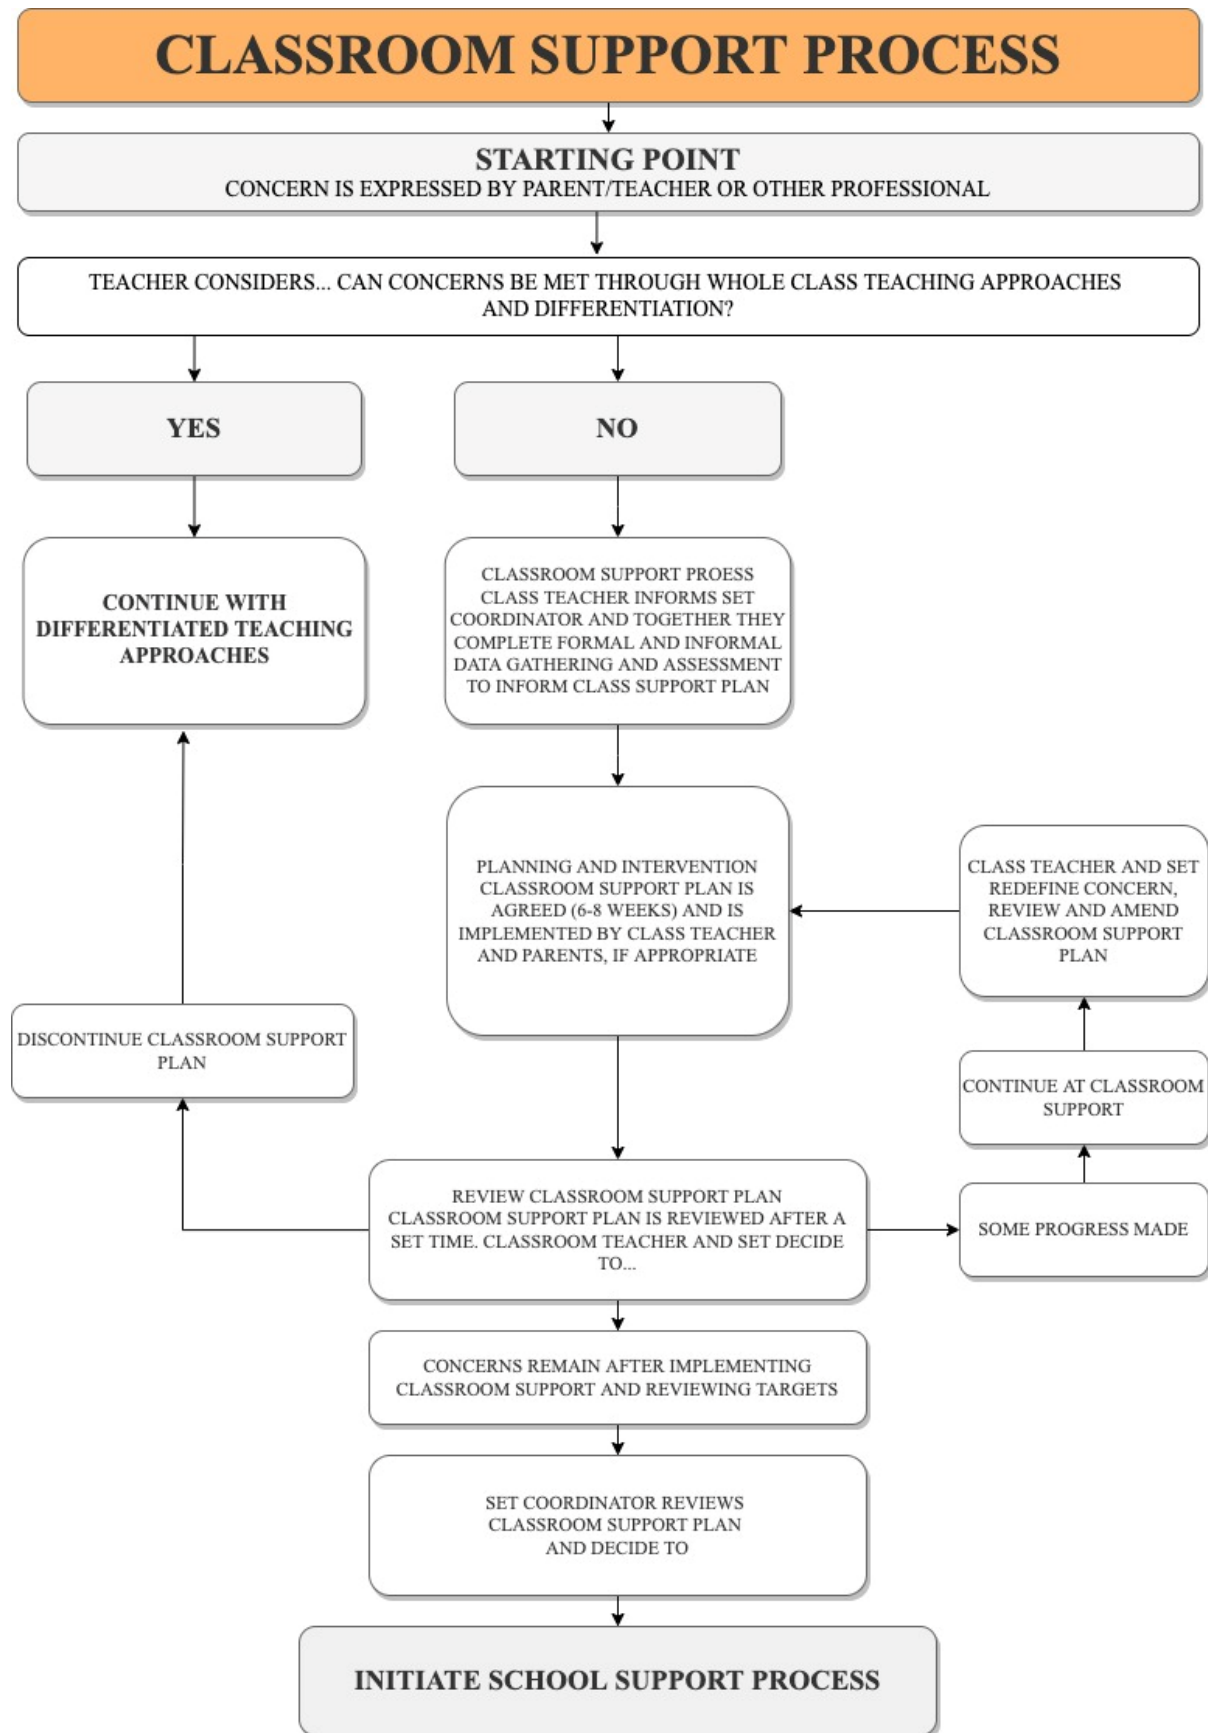 CLASSROOM SUPPORT PROCESS
STARTING POINT
CONCERN IS EXPRESSED BY PARENT/TEACHER OR OTHER PROFESSIONAL
TEACHER CONSIDERS... CAN CONCERNS BE MET THROUGH WHOLE CLASS TEACHING APPROACHES
AND DIFFERENTIATION?
YES
NO
CONTINUE WITH
DIFFERENTIATED TEACHING
APPROACHES
CLASSROOM SUPPORT PROESS
CLASS TEACHER INFORMS SET
COORDINATOR AND TOGETHER THEY
COMPLETE FORMAL AND INFORMAL
DATA GATHERING AND ASSESSMENT
TO INFORM CLASS SUPPORT PLAN
PLANNING AND INTERVENTION
CLASSROOM SUPPORT PLAN IS
AGREED (6-8 WEEKS) AND IS
IMPLEMENTED BY CLASS TEACHER
AND PARENTS, IF APPROPRIATE
CLASS TEACHER AND SET
REDEFINE CONCERN,
REVIEW AND AMEND
CLASSROOM SUPPORT
PLAN
DISCONTINUE CLASSROOM SUPPORT
PLAN
CONTINUE AT CLASSROOM
SUPPORT
REVIEW CLASSROOM SUPPORT PLAN
CLASSROOM SUPPORT PLAN IS REVIEWED AFTER A
SET TIME. CLASSROOM TEACHER AND SET DECIDE
TO...
SOME PROGRESS MADE
CONCERNS REMAIN AFTER IMPLEMENTING
CLASSROOM SUPPORT AND REVIEWING TARGETS
SET COORDINATOR REVIEWS
CLASSROOM SUPPORT PLAN
AND DECIDE TO
INITIATE SCHOOL SUPPORT PROCESS